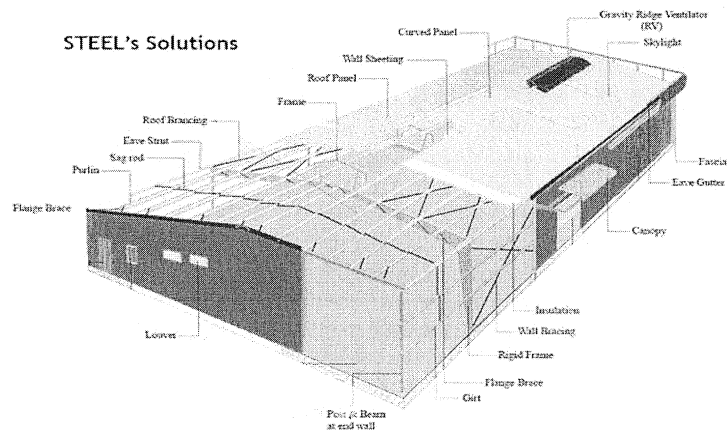 STEEL's Solutions
Gravity Ridge Ventilator
(RV)
Curved Panel
Skylight
Wall Sheeting
Roof Panel
Frame
Roof Brancing
Eave Strut
Sag rod
Purlin
Flange Brace
Fascia
Eave Gutter
Canopy
Insulation
Louver
Wall Bracing
Rigid Frame
Flange Brace
Girt
Post & Beam
at end wall